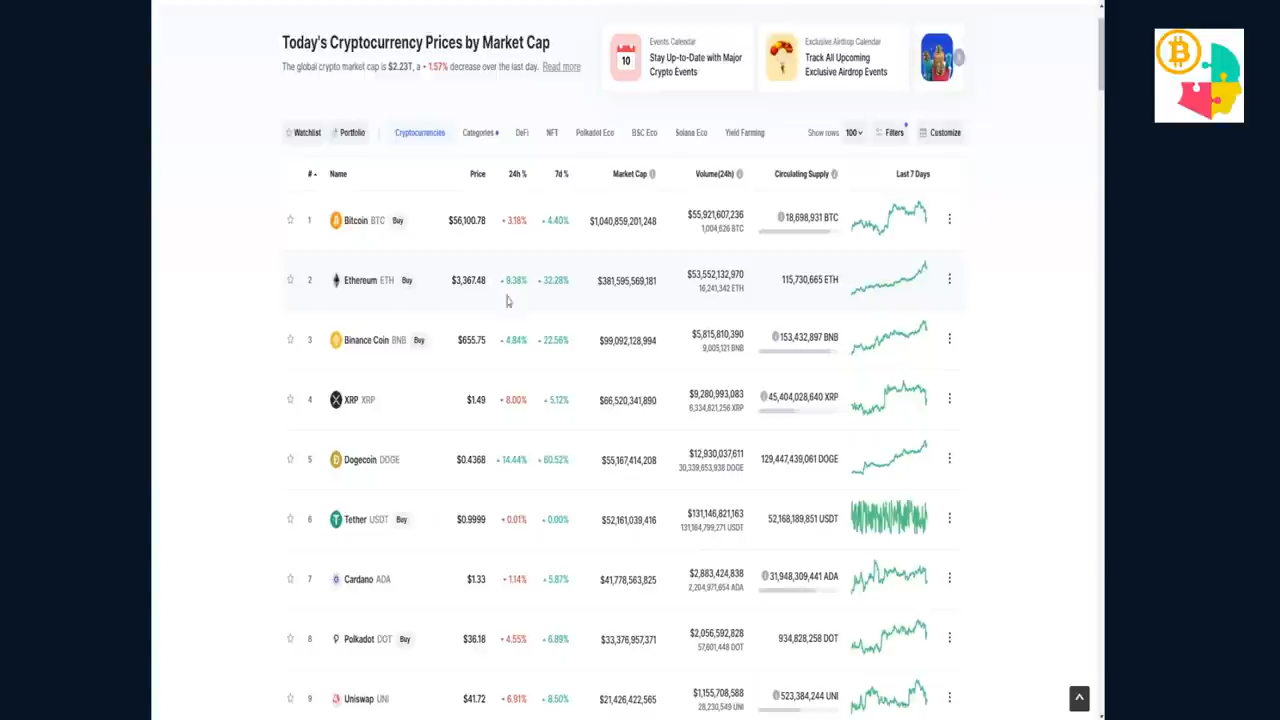 Today's Cryptocurrency Prices by Market Cap
The global crypto market cap is $2.23T, a 1.57% decrease over the last day. Read more
Events Calendar
Stay Up-to-Date with Major
Crypto Events
10
Exclusive Airdrop Calendar
Track All Upcoming
Exclusive Airdrop Events
Watchlist Portfolio Cryptocurrencies Categories DeFi NFT Polkadot Eco BSC Eco Solana Eco Yield Farming Show rows 100 Filters Customize
# Name Price 24h % 7d % Market Cap Volume(24h) Circulating Supply Last 7 Days
1 Bitcoin BTC Buy $56,100.78 3.18% 4.40% $1,040,859,201,248 $55,921,607,236 18,698,931 BTC
1,004,626 BTC
2 Ethereum ETH Buy $3,367.48 9.38% 32.28% $381,595,569,181 $53,552,132,970 115,730,665 ETH
16,241,342 ETH
3 Binance Coin BNB Buy $655.75 4.84% 22.56% $99,092,128,994 $5,815,810,390 153,432,897 BNB
9,005,121 BNB
4 XRP XRP $1.49 8.00% 5.12% $66,520,341,890 $9,280,993,083 45,404,028,640 XRP
6,334,821,256 XRP
5 Dogecoin DOGE $0.4368 14.44% 60.52% $55,167,414,208 $12,930,037,611 129,447,439,061 DOGE
30,339,653,938 DOGE
6 Tether USDT Buy $0.9999 0.01% 0.00% $52,161,039,416 $131,146,821,163 52,168,189,851 USDT
131,164,799,271 USDT
7 Cardano ADA $1.33 1.14% 5.87% $41,778,563,825 $2,883,424,838 31,948,309,441 ADA
2,204,971,654 ADA
8 Polkadot DOT Buy $36.18 4.55% 6.89% $33,376,957,371 $2,056,592,828 934,828,258 DOT
57,601,448 DOT
9 Uniswap UNI $41.72 6.91% 8.50% $21,426,422,565 $1,155,708,588 523,384,244 UNI
28,230,549 UNI